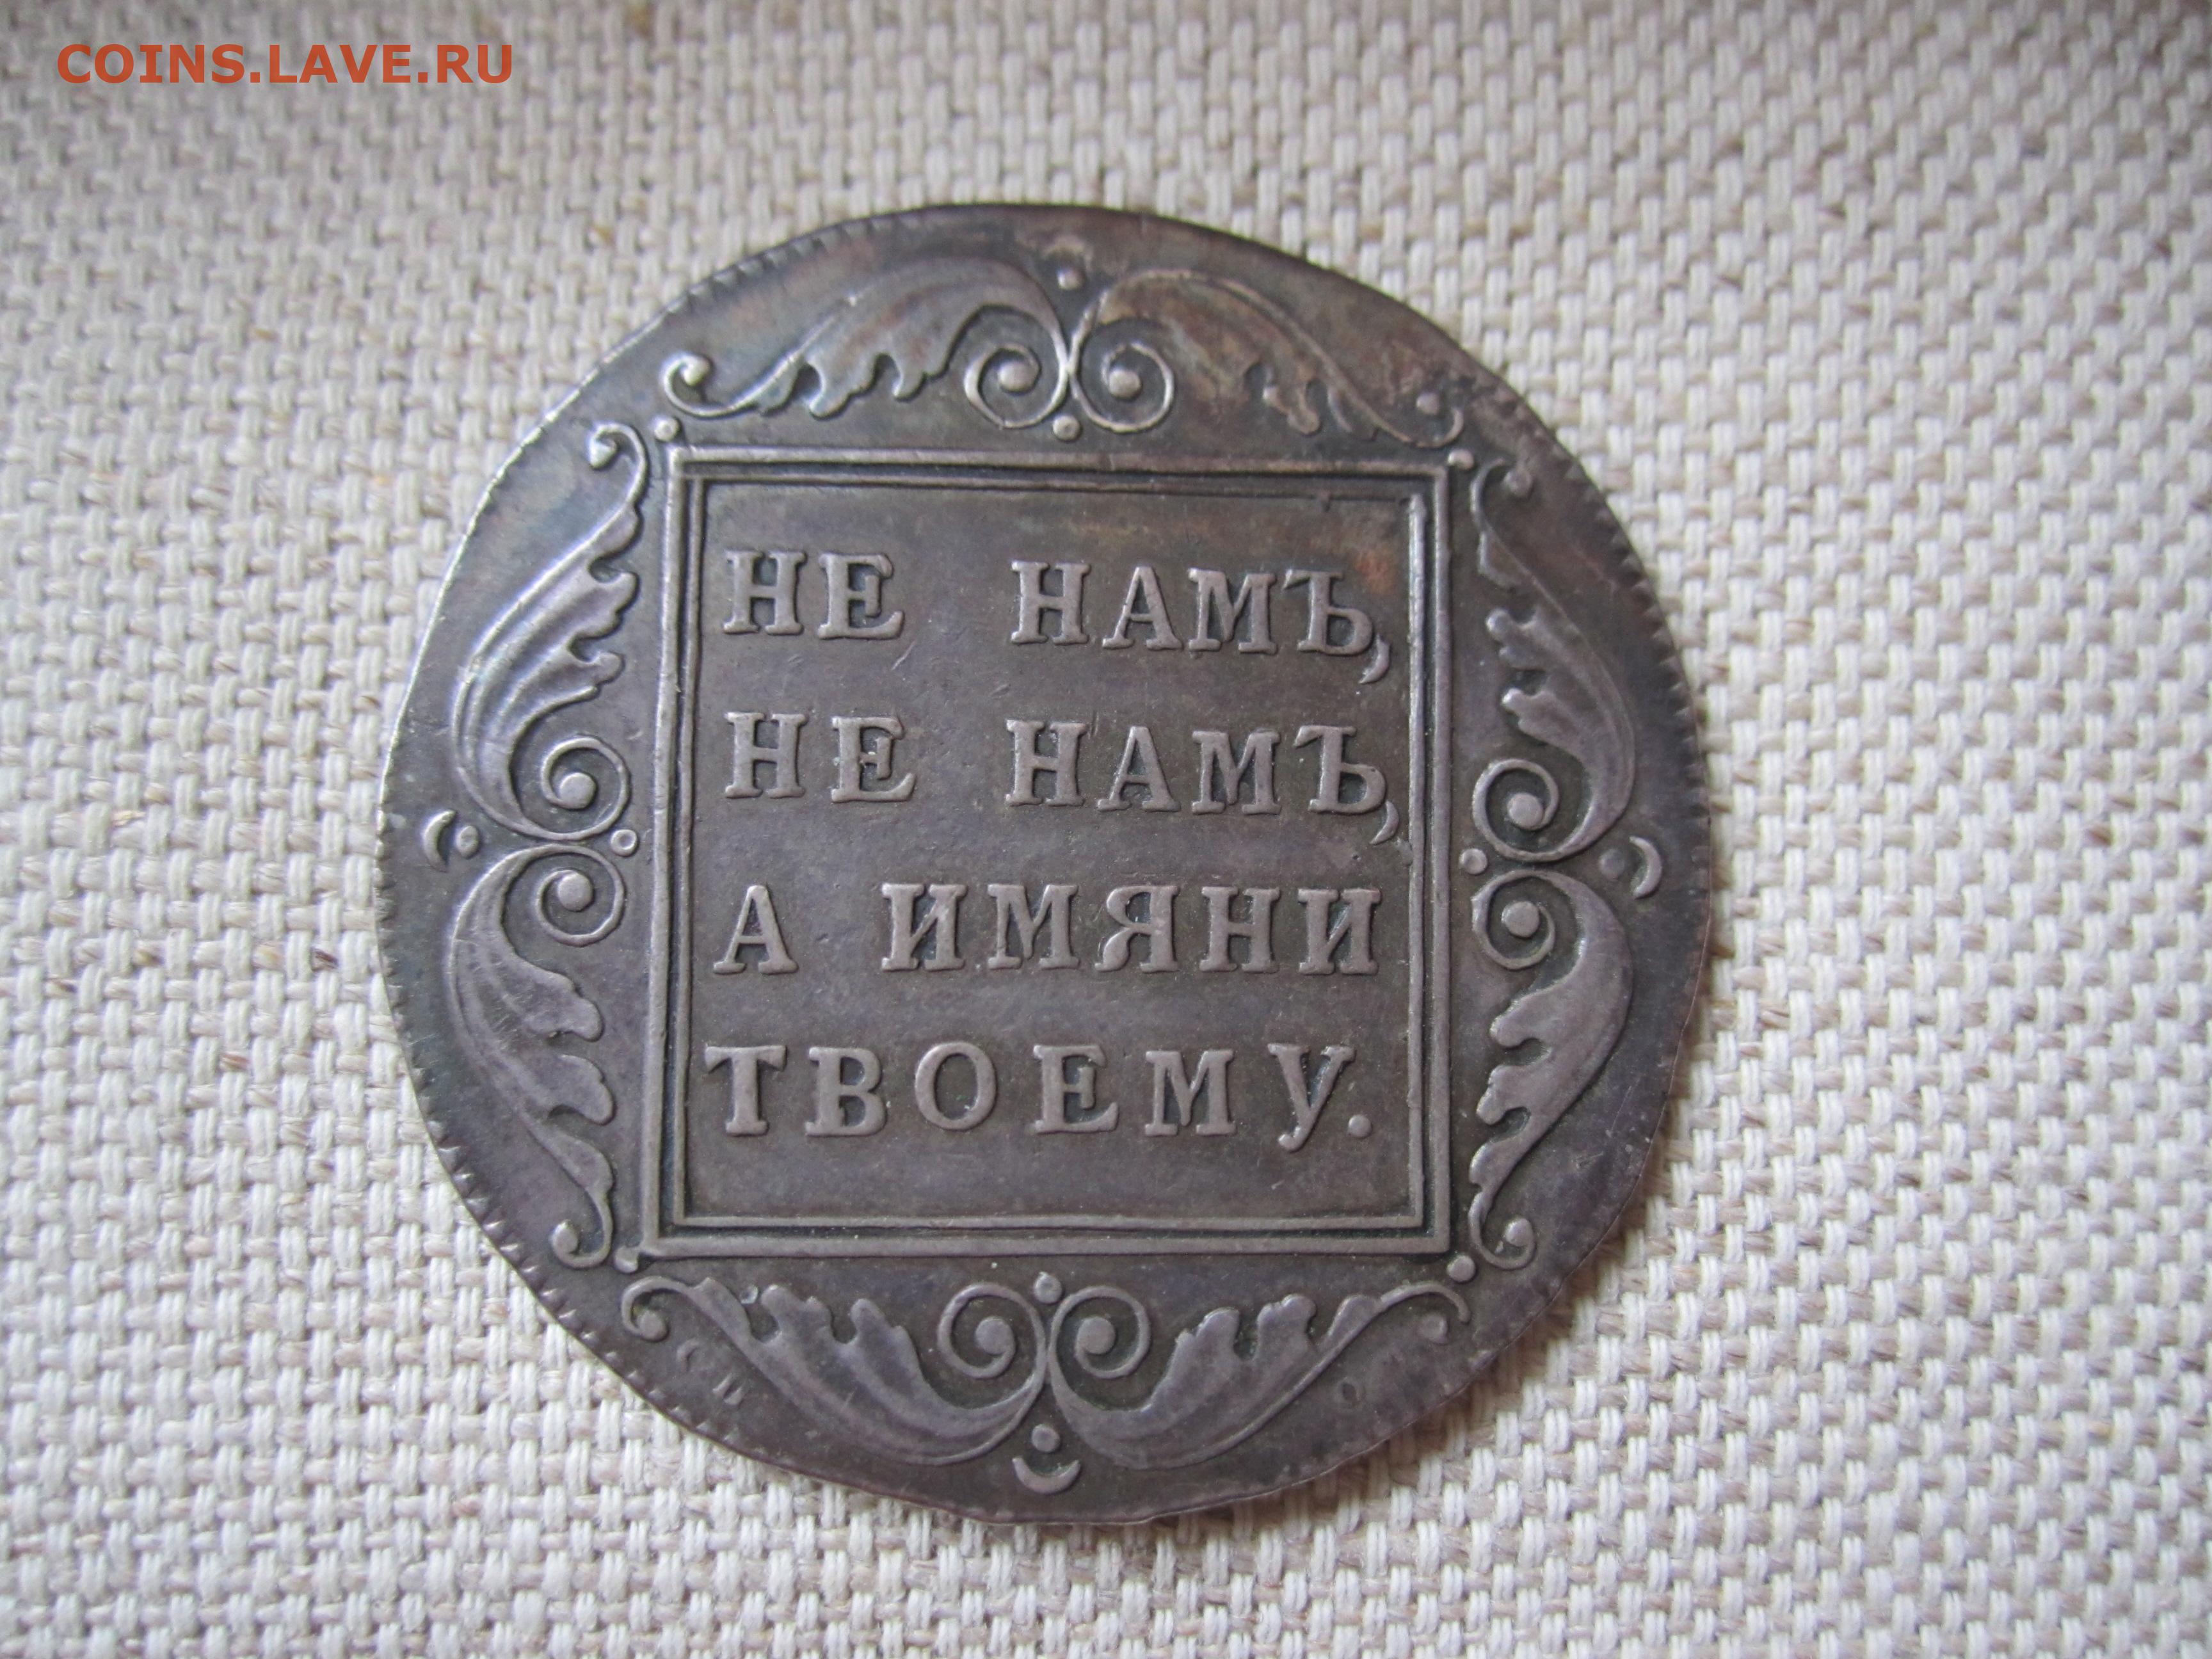 COINS.LAVE.RU
НЕ НАМЪ,
НЕ НАМЪ,
А ИМЯНИ
ТВОЕМУ.